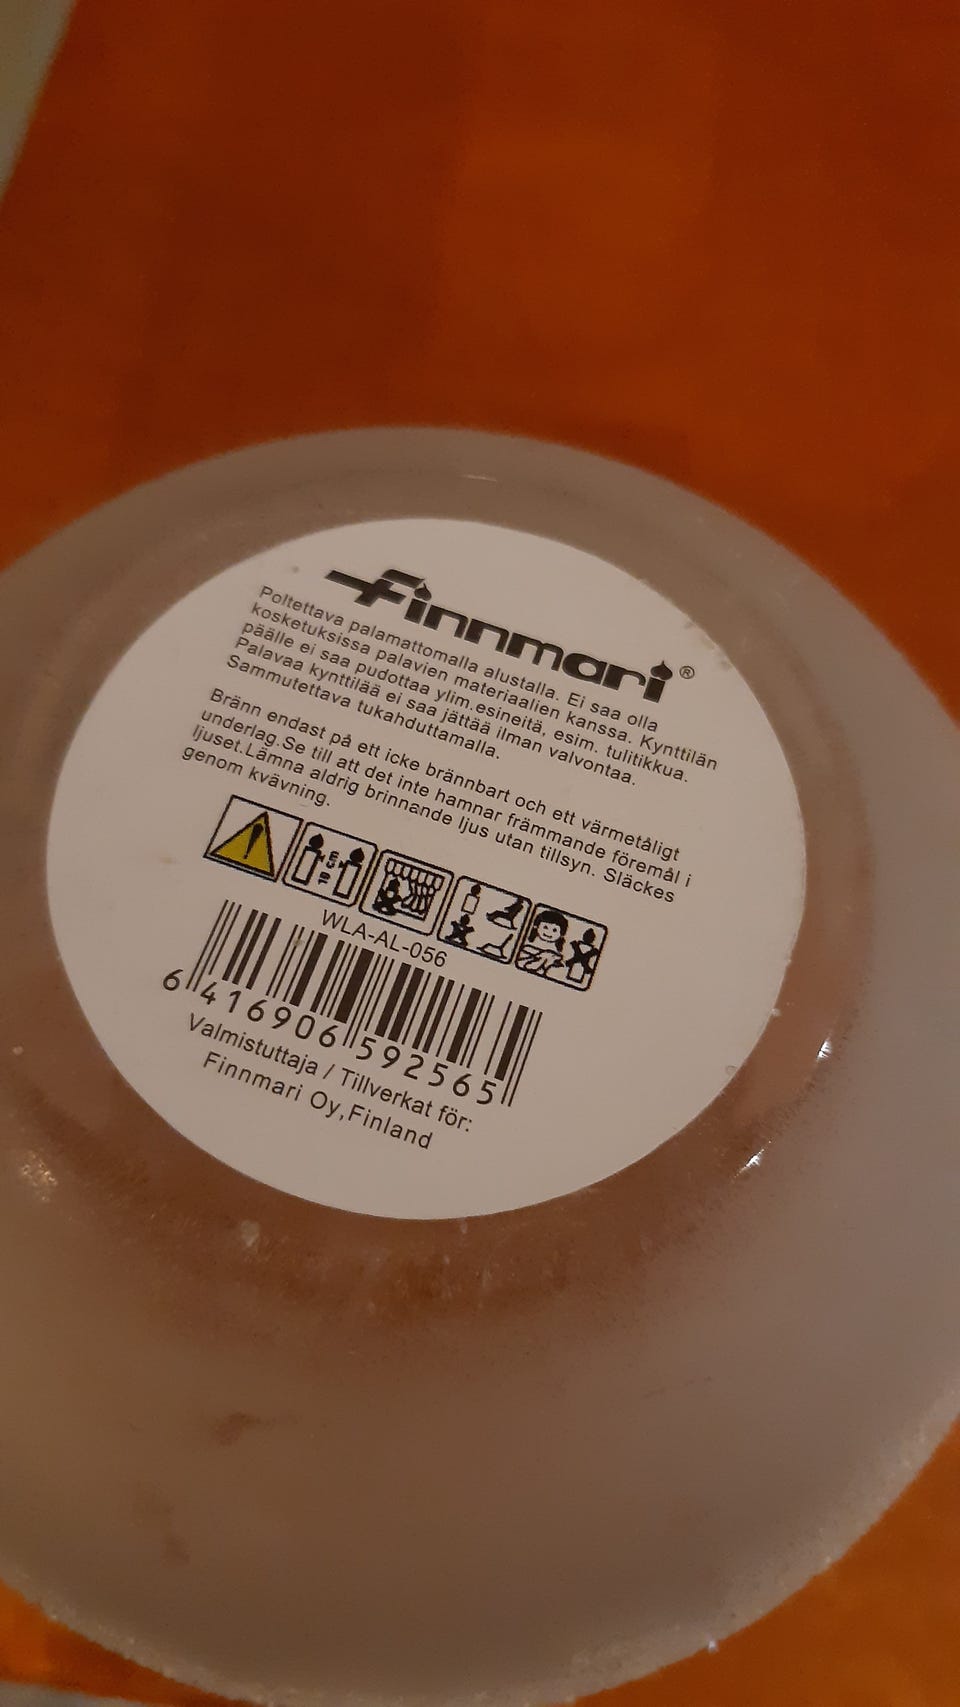 finnmari®
Poltettava palamattomalla alustalla. Ei saa olla
kosketuksissa palavien materiaalien kanssa. Kynttilän
päälle ei saa pudottaa ylim.esineitä, esim. tulitikkua.
Palavaa kynttilää ei saa jättää ilman valvontaa.
Sammutettava tukahduttamalla.
Bränn endast på ett icke brännbart och ett värmetåligt
underlag.Se till att det inte hamnar främmande föremål i
ljuset.Lämna aldrig brinnande ljus utan tillsyn. Släckes
genom kvävning.
10 cm
WLA-AL-056
6 416906 592565
Valmistuttaja / Tillverkat för:
Finnmari Oy,Finland